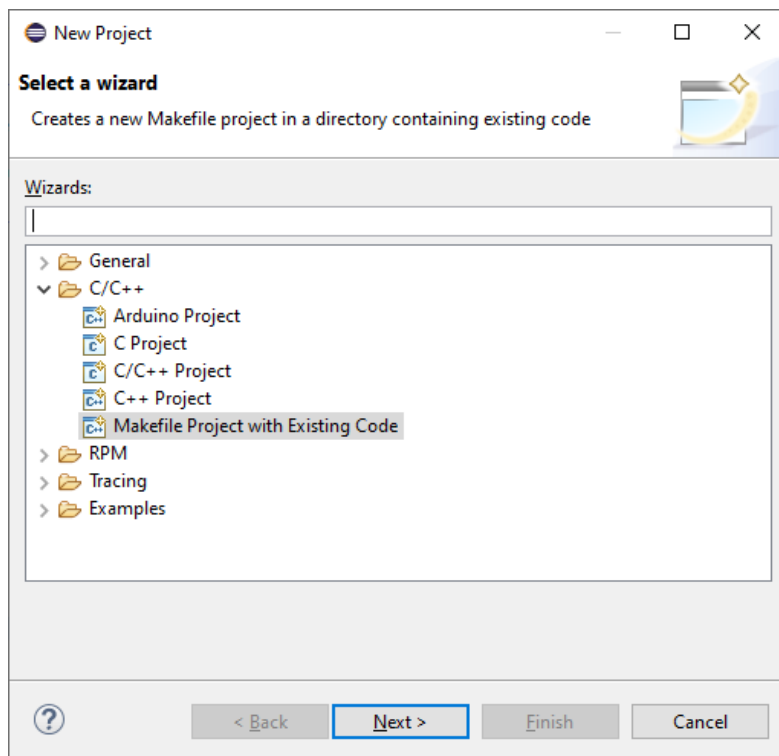 New Project
Select a wizard
Creates a new Makefile project in a directory containing existing code
Wizards:
General
C/C++
Arduino Project
C Project
C/C++ Project
C++ Project
Makefile Project with Existing Code
RPM
Tracing
Examples
? < Back Next > Finish Cancel